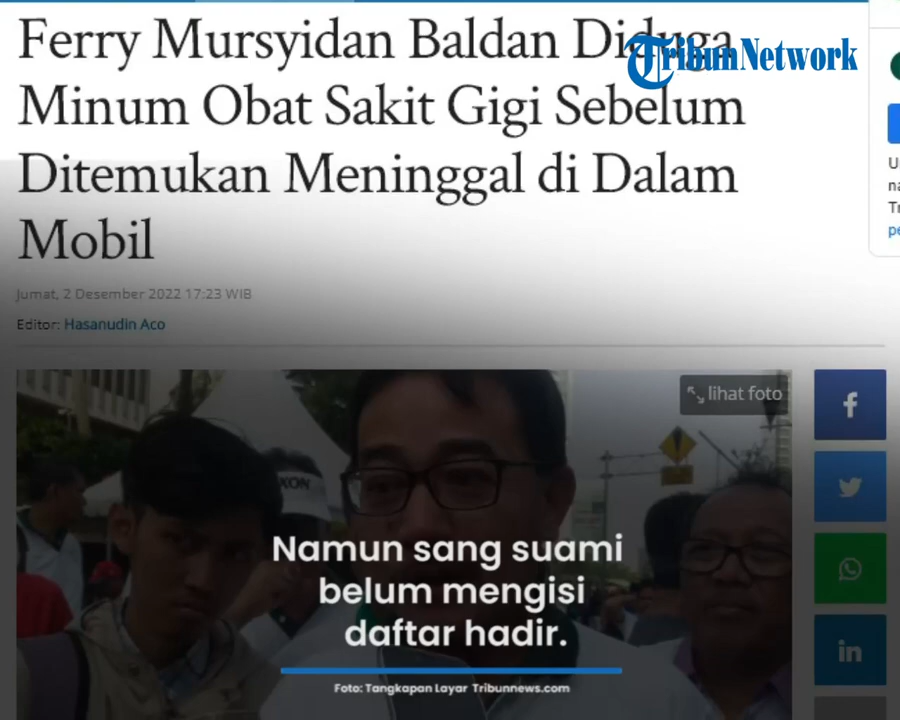 Ferry Mursyidan Baldan Diduga
TribunNetwork
Minum Obat Sakit Gigi Sebelum
Ditemukan Meninggal di Dalam
Mobil
Jumat, 2 Desember 2022 17:23 WIB
Editor: Hasanudin Aco
lihat foto
Namun sang suami
belum mengisi
daftar hadir.
Foto: Tangkapan Layar Tribunnews.com